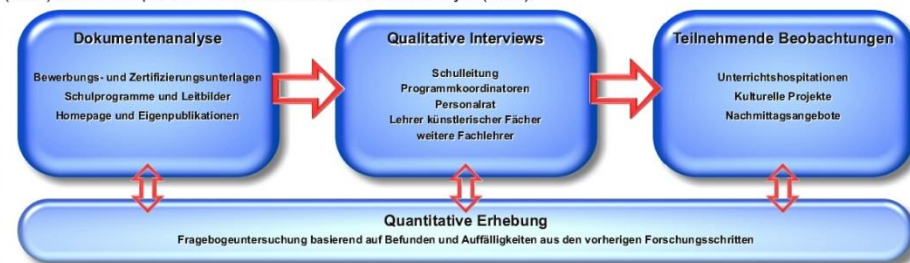 Dokumentenanalyse
Bewerbungs- und Zertifizierungsunterlagen
Schulprogramme und Leitbilder
Homepage und Eigenpublikationen
Qualitative Interviews
Schulleitung
Programmkoordinatoren
Personalrat
Lehrer künstlerischer Fächer
weitere Fachlehrer
Teilnehmende Beobachtungen
Unterrichtshospitationen
Kulturelle Projekte
Nachmittagsangebote
Quantitative Erhebung
Fragebogeuntersuchung basierend auf Befunden und Auffälligkeiten aus den vorherigen Forschungsschritten